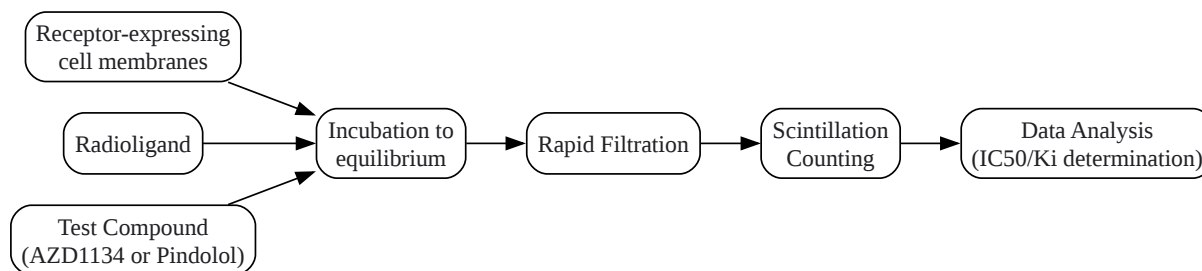 Receptor-expressing
cell membranes
Radioligand
Test Compound
(AZD1134 or Pindolol)
Incubation to
equilibrium
Rapid Filtration
Scintillation
Counting
Data Analysis
(IC50/Ki determination)